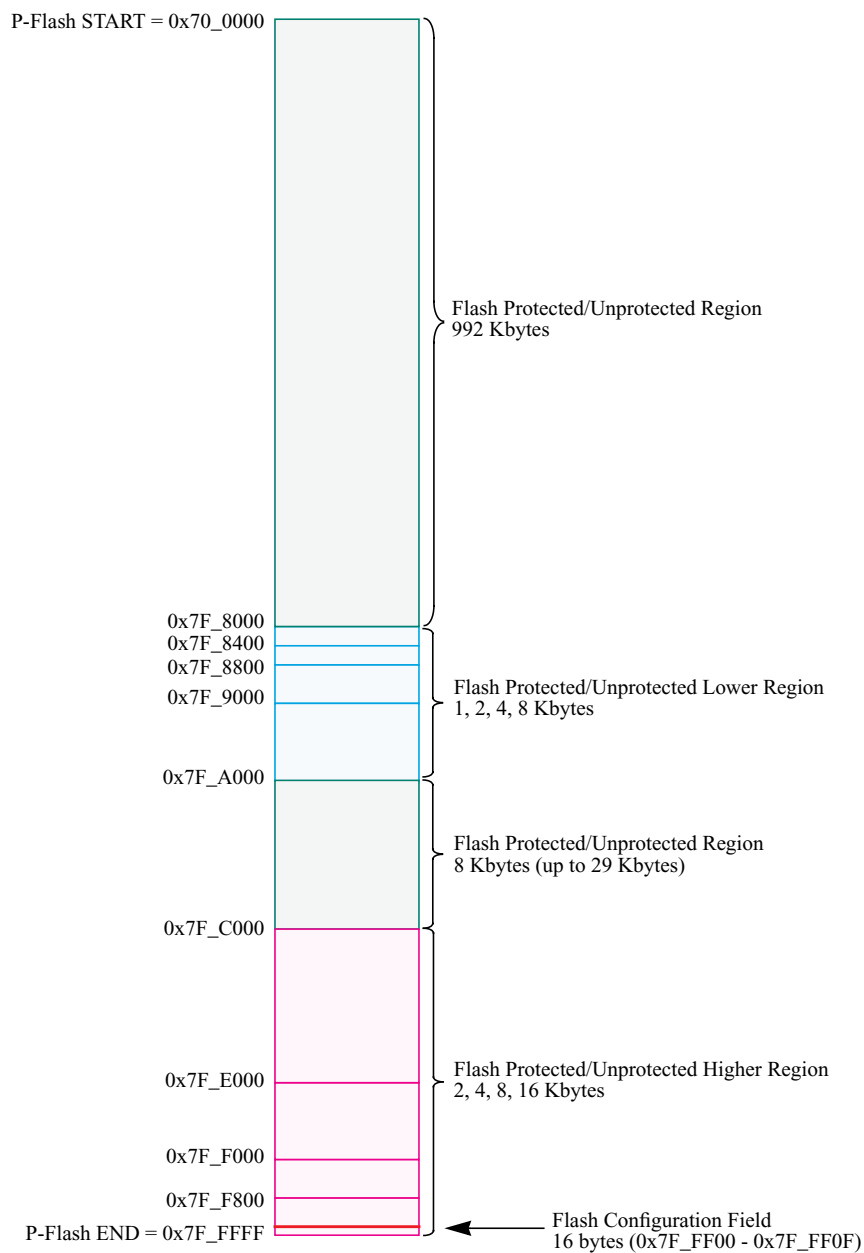 P-Flash START = 0x70_0000
Flash Protected/Unprotected Region
992 Kbytes
0x7F_8000
0x7F_8400
0x7F_8800
0x7F_9000
Flash Protected/Unprotected Lower Region
1, 2, 4, 8 Kbytes
0x7F_A000
Flash Protected/Unprotected Region
8 Kbytes (up to 29 Kbytes)
0x7F_C000
0x7F_E000
Flash Protected/Unprotected Higher Region
2, 4, 8, 16 Kbytes
0x7F_F000
0x7F_F800
P-Flash END = 0x7F_FFFF
Flash Configuration Field
16 bytes (0x7F_FF00 - 0x7F_FF0F)